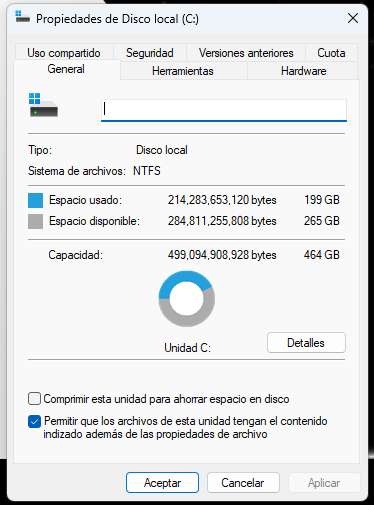 Propiedades de Disco local (C:)
Uso compartido Seguridad Versiones anteriores Cuota
General Herramientas Hardware
Tipo: Disco local
Sistema de archivos: NTFS
Espacio usado: 214,283,653,120 bytes 199 GB
Espacio disponible: 284,811,255,808 bytes 265 GB
Capacidad: 499,094,908,928 bytes 464 GB
Unidad C: Detalles
Comprimir esta unidad para ahorrar espacio en disco
Permitir que los archivos de esta unidad tengan el contenido
indizado además de las propiedades de archivo
Aceptar Cancelar Aplicar